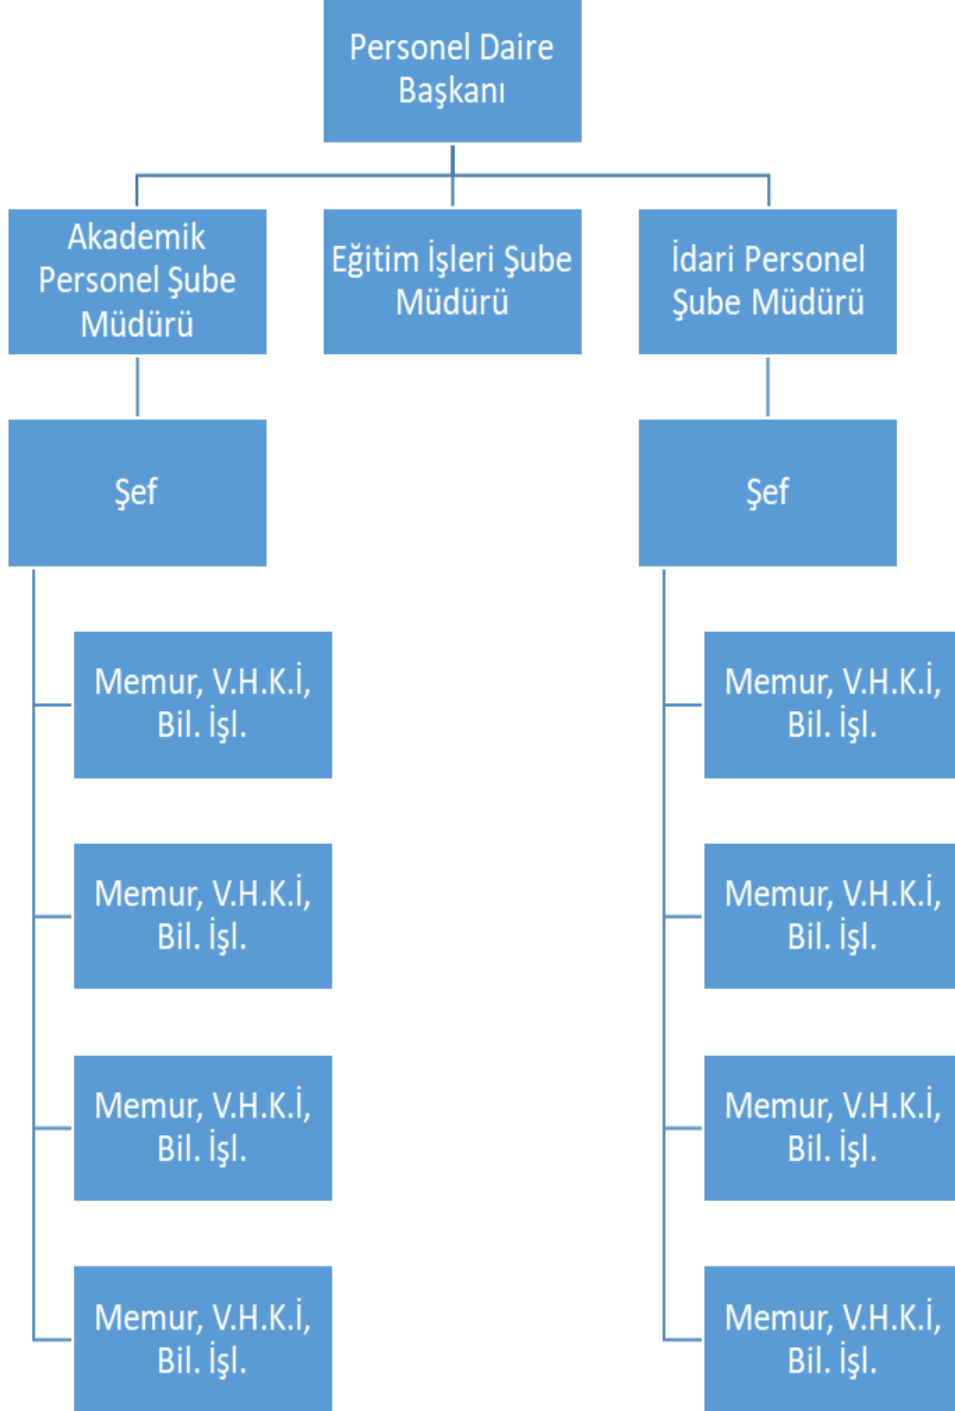 Personel Daire
Başkanı
Akademik
Personel Şube
Müdürü
Eğitim İşleri Şube
Müdürü
İdari Personel
Şube Müdürü
Şef
Şef
Memur, V.H.K.İ,
Bil. İşl.
Memur, V.H.K.İ,
Bil. İşl.
Memur, V.H.K.İ,
Bil. İşl.
Memur, V.H.K.İ,
Bil. İşl.
Memur, V.H.K.İ,
Bil. İşl.
Memur, V.H.K.İ,
Bil. İşl.
Memur, V.H.K.İ,
Bil. İşl.
Memur, V.H.K.İ,
Bil. İşl.